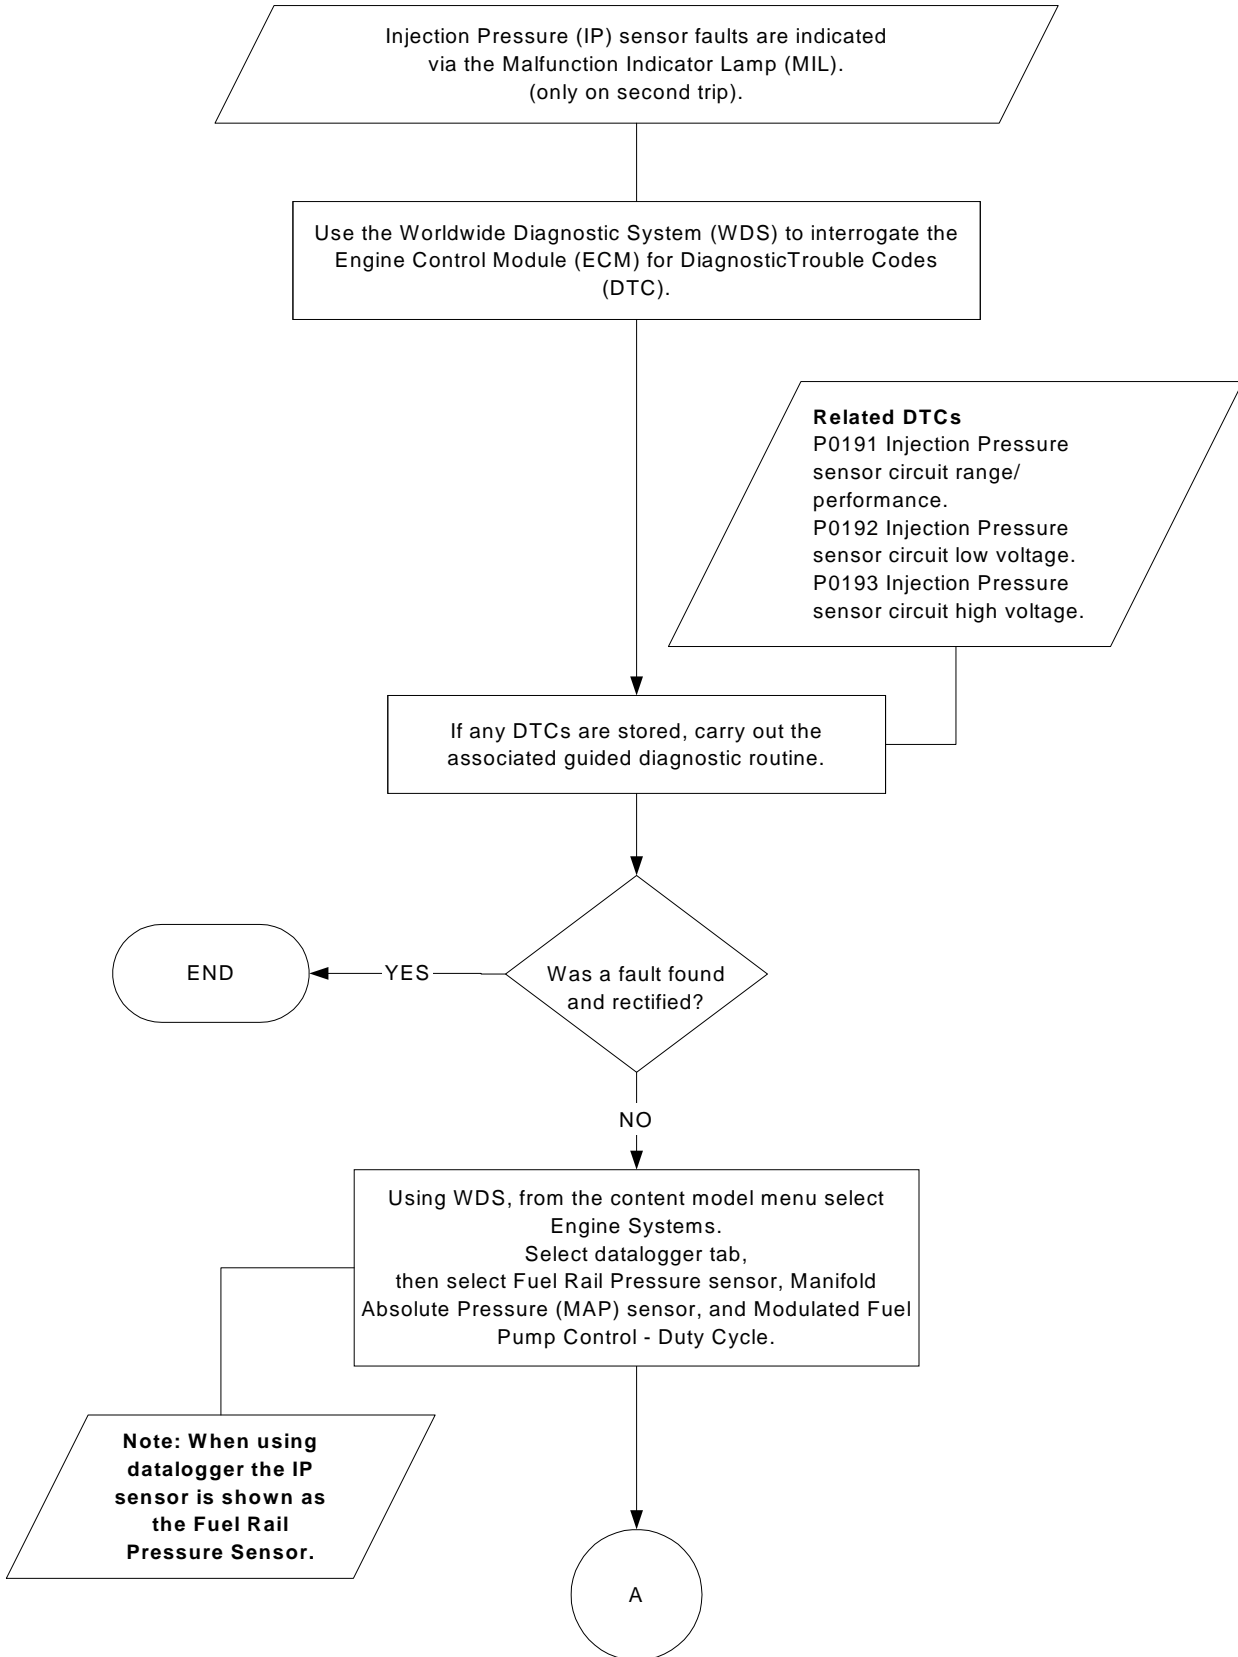 Injection Pressure (IP) sensor faults are indicated
via the Malfunction Indicator Lamp (MIL).
(only on second trip).
Use the Worldwide Diagnostic System (WDS) to interrogate the
Engine Control Module (ECM) for DiagnosticTrouble Codes
(DTC).
Related DTCs
P0191 Injection Pressure
sensor circuit range/
performance.
P0192 Injection Pressure
sensor circuit low voltage.
P0193 Injection Pressure
sensor circuit high voltage.
If any DTCs are stored, carry out the
associated guided diagnostic routine.
Was a fault found
and rectified?
YES
END
NO
Using WDS, from the content model menu select
Engine Systems.
Select datalogger tab,
then select Fuel Rail Pressure sensor, Manifold
Absolute Pressure (MAP) sensor, and Modulated Fuel
Pump Control - Duty Cycle.
Note: When using
datalogger the IP
sensor is shown as
the Fuel Rail
Pressure Sensor.
A